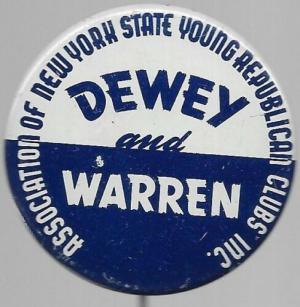 ASSOCIATION OF NEW YORK STATE YOUNG REPUBLICAN CLUBS INC.
DEWEY
and
WARREN